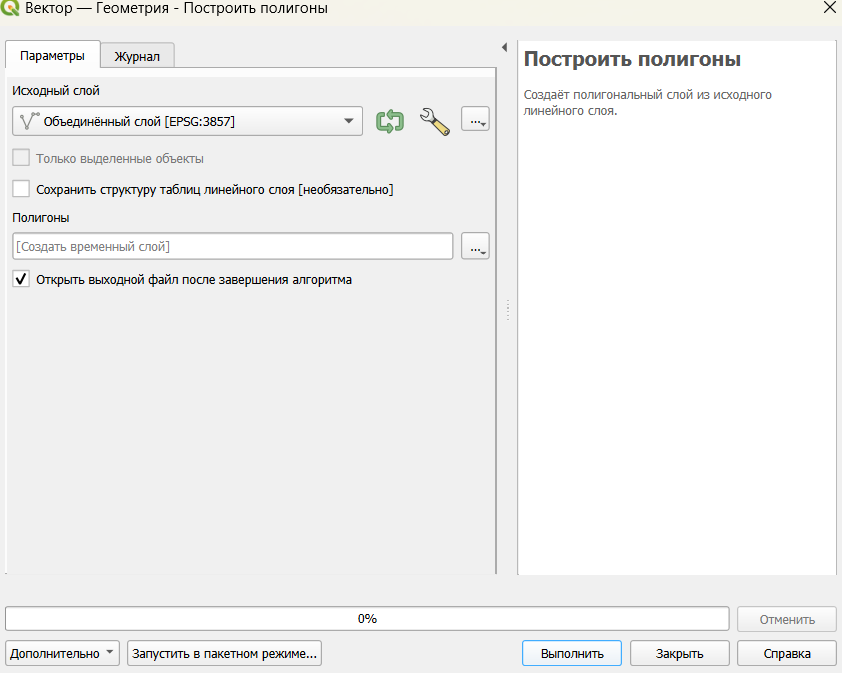 Вектор — Геометрия - Построить полигоны
Параметры
Журнал
Исходный слой
Объединённый слой [EPSG:3857]
...
Только выделенные объекты
Сохранить структуру таблиц линейного слоя [необязательно]
Полигоны
[Создать временный слой]
...
Открыть выходной файл после завершения алгоритма
Построить полигоны
Создаёт полигональный слой из исходного
линейного слоя.
0%
Отменить
Дополнительно
Запустить в пакетном режиме...
Выполнить
Закрыть
Справка